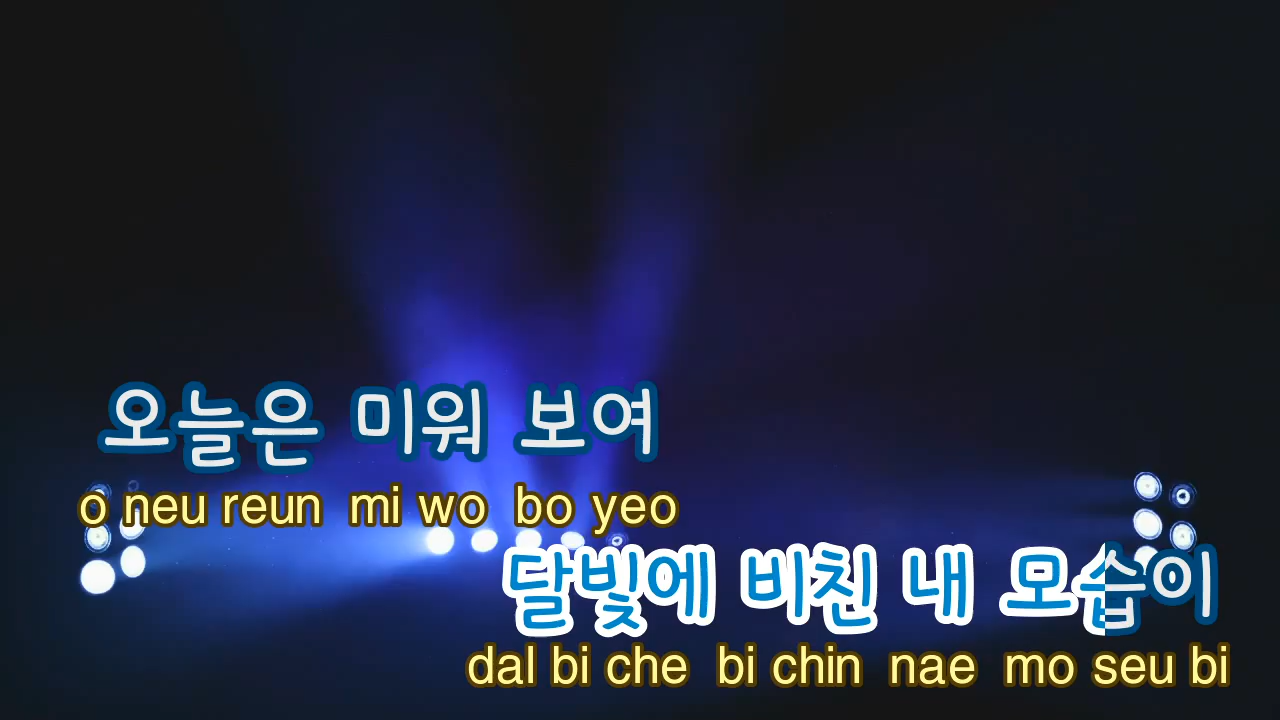 오늘은 미워 보여
o neu reun mi wo bo yeo
달빛에 비친 내 모습이
dal bi che bi chin nae mo seu bi